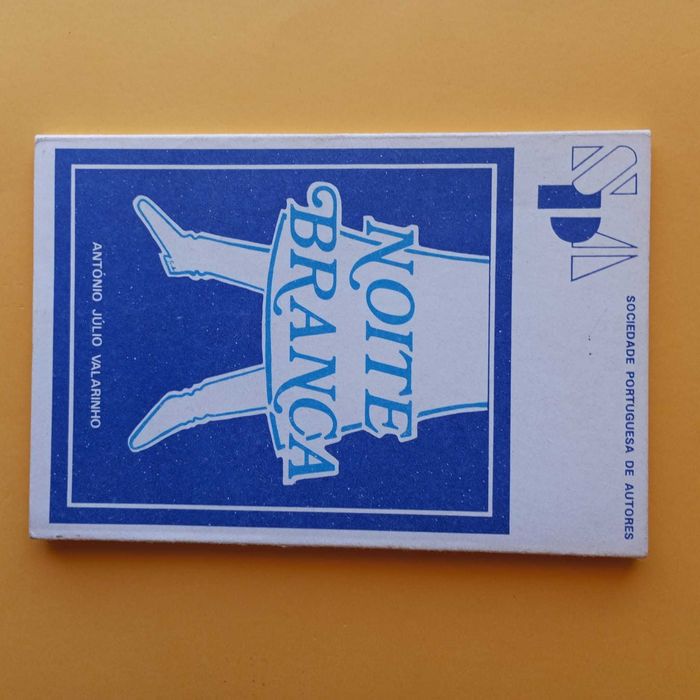 SPA
SOCIEDADE PORTUGUESA DE AUTORES
NOITE
BRANCA
ANTÓNIO JÚLIO VALARINHO